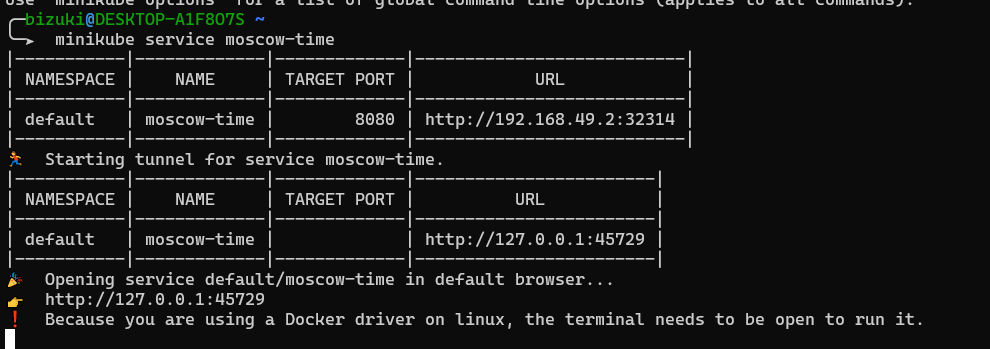 use 'minikube options' for a list of global command line options (applies to all commands).
bizuki@DESKTOP-A1F8O7S ~
minikube service moscow-time
|-----------|-------------|-------------|---------------------------|
| NAMESPACE | NAME | TARGET PORT | URL |
|-----------|-------------|-------------|---------------------------|
| default | moscow-time | 8080 | http://192.168.49.2:32314 |
|-----------|-------------|-------------|---------------------------|
🏃 Starting tunnel for service moscow-time.
|-----------|-------------|-------------|------------------------|
| NAMESPACE | NAME | TARGET PORT | URL |
|-----------|-------------|-------------|------------------------|
| default | moscow-time | | http://127.0.0.1:45729 |
|-----------|-------------|-------------|------------------------|
🎉 Opening service default/moscow-time in default browser...
👉 http://127.0.0.1:45729
❗ Because you are using a Docker driver on linux, the terminal needs to be open to run it.